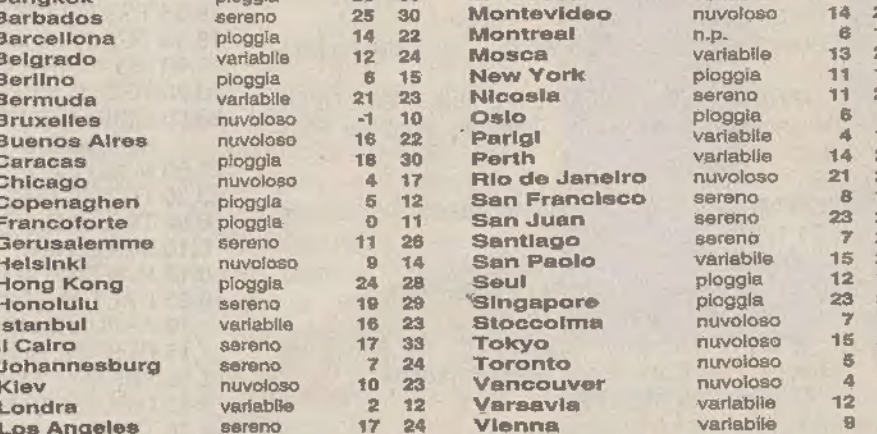 Barbados sereno 25 30
Barcellona pioggia 14 22
Belgrado variabile 12 24
Berlino pioggia 6 15
Bermuda variabile 21 23
Bruxelles nuvoloso -1 10
Buenos Aires nuvoloso 16 22
Caracas pioggia 18 30
Chicago nuvoloso 4 17
Copenaghen pioggia 5 12
Francoforte pioggia 0 11
Gerusalemme sereno 11 26
Helsinki nuvoloso 9 14
Hong Kong pioggia 24 28
Honolulu sereno 19 29
Istanbul variabile 16 23
Il Cairo sereno 17 33
Johannesburg sereno 7 24
Kiev nuvoloso 10 23
Londra variabile 2 12
Los Angeles sereno 17 24
Montevideo nuvoloso 14
Montreal n.p. 6
Mosca variabile 13
New York pioggia 11
Nicosia sereno 11
Oslo pioggia 6
Parigi variabile 4
Perth variabile 14
Rio de Janeiro nuvoloso 21
San Francisco sereno 8
San Juan sereno 23
Santiago sereno 7
San Paolo variabile 15
Seul pioggia 12
Singapore pioggia 23
Stoccolma nuvoloso 7
Tokyo nuvoloso 15
Toronto nuvoloso 5
Vancouver nuvoloso 4
Varsavia variabile 12
Vienna variabile 9